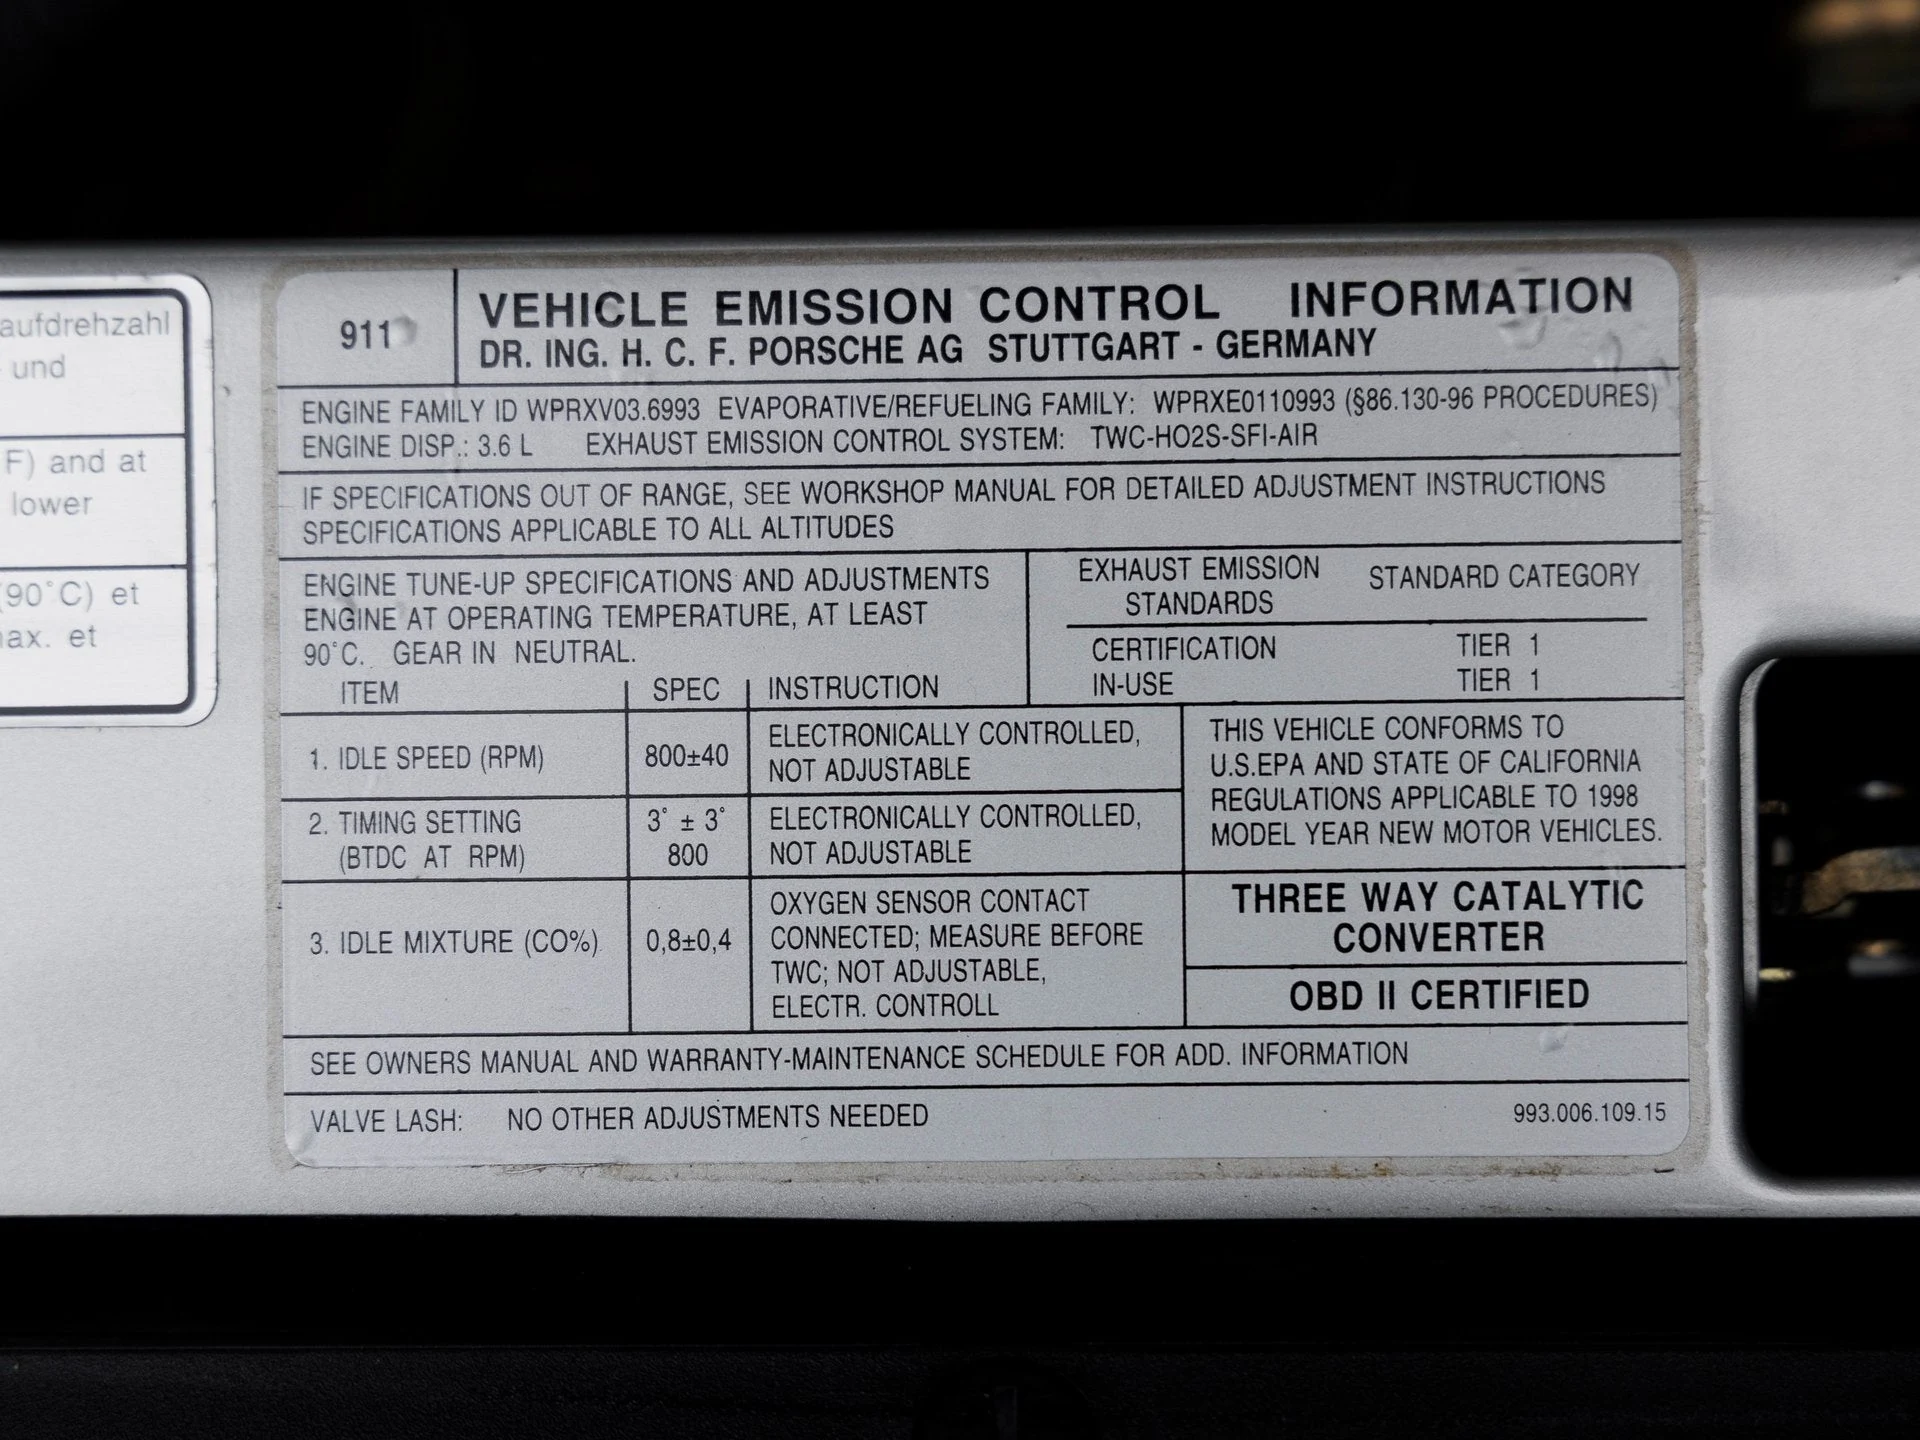 aufdrehzahl
und
F) and at
lower
(90°C) et
max. et
911
VEHICLE EMISSION CONTROL INFORMATION
DR. ING. H. C. F. PORSCHE AG STUTTGART - GERMANY
ENGINE FAMILY ID WPRXV03.6993 EVAPORATIVE/REFUELING FAMILY: WPRXE0110993 (§86.130-96 PROCEDURES)
ENGINE DISP.: 3.6 L EXHAUST EMISSION CONTROL SYSTEM: TWC-HO2S-SFI-AIR
IF SPECIFICATIONS OUT OF RANGE, SEE WORKSHOP MANUAL FOR DETAILED ADJUSTMENT INSTRUCTIONS
SPECIFICATIONS APPLICABLE TO ALL ALTITUDES
ENGINE TUNE-UP SPECIFICATIONS AND ADJUSTMENTS
ENGINE AT OPERATING TEMPERATURE, AT LEAST
90°C. GEAR IN NEUTRAL.
EXHAUST EMISSION STANDARD CATEGORY
STANDARDS
CERTIFICATION TIER 1
IN-USE TIER 1
ITEM SPEC INSTRUCTION
1. IDLE SPEED (RPM) 800±40 ELECTRONICALLY CONTROLLED,
NOT ADJUSTABLE
2. TIMING SETTING 3° ± 3° ELECTRONICALLY CONTROLLED,
(BTDC AT RPM) 800 NOT ADJUSTABLE
3. IDLE MIXTURE (CO%) 0,8±0,4 OXYGEN SENSOR CONTACT
CONNECTED; MEASURE BEFORE
TWC; NOT ADJUSTABLE,
ELECTR. CONTROLL
THIS VEHICLE CONFORMS TO
U.S.EPA AND STATE OF CALIFORNIA
REGULATIONS APPLICABLE TO 1998
MODEL YEAR NEW MOTOR VEHICLES.
THREE WAY CATALYTIC
CONVERTER
OBD II CERTIFIED
SEE OWNERS MANUAL AND WARRANTY-MAINTENANCE SCHEDULE FOR ADD. INFORMATION
VALVE LASH: NO OTHER ADJUSTMENTS NEEDED 993.006.109.15